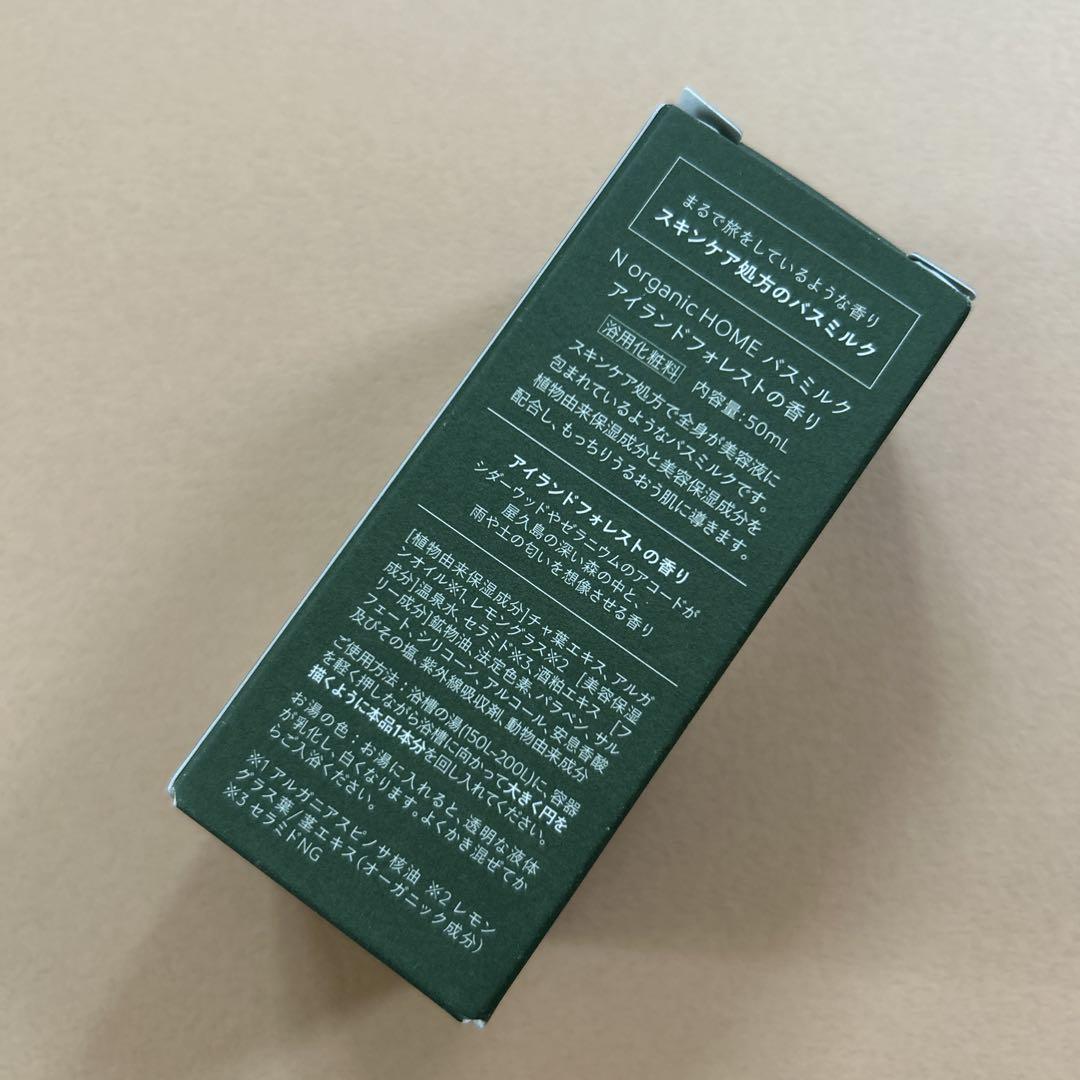 まるで旅をしているような香り
スキンケア処方のバスミルク
N organic HOME バスミルク
アイランドフォレストの香り
浴用化粧料 内容量:50mL
スキンケア処方で全身が美容液に
包まれているようなバスミルクです。
植物由来保湿成分と美容保湿成分を
配合し、もっちりうるおう肌に導きます。
アイランドフォレストの香り
シダーウッドやゼラニウムのアコードが
屋久島の深い森の中と、
雨や土の匂いを想像させる香り
[植物由来保湿成分]チャ葉エキス、アルガ
ンオイル※1、レモングラス※2、[美容保湿
成分]温泉水、セラミド※3、酒粕エキス [フ
リー成分]鉱物油、法定色素、パラベン、サル
フェート、シリコーン、アルコール、安息香酸
及びその塩、紫外線吸収剤、動物由来成分
ご使用方法:浴槽の湯(150L-200L)に、容器
を軽く押しながら浴槽に向かって大きく円を
描くように本品1本分を回し入れてください。
お湯の色:お湯に入れると、透明な液体
が乳化し、白くなります。よくかき混ぜてか
らご入浴ください。
※1 アルガニアスピノサ核油 ※2 レモン
グラス葉/茎エキス(オーガニック成分)
※3 セラミドNG